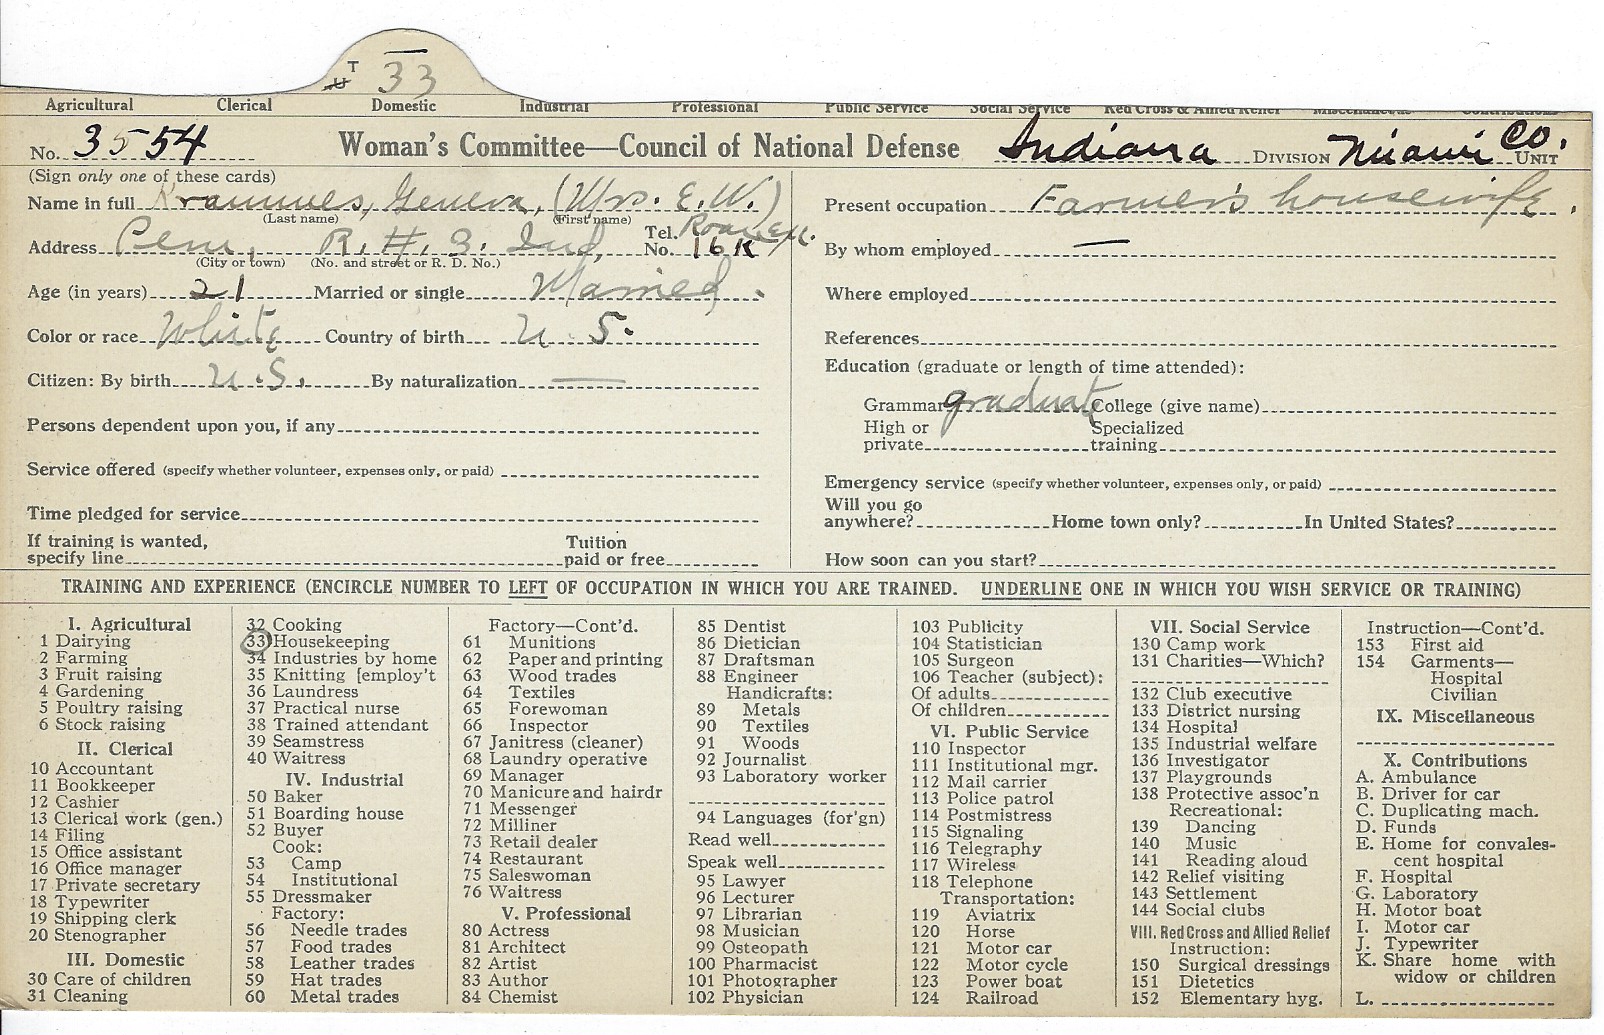 T
33
Agricultural Clerical Domestic Industrial Professional Public Service Social Service Red Cross & Allied Relief Miscellaneous Contributions
No. 3554 Woman's Committee—Council of National Defense Indiana DIVISION Miami Co. UNIT
(Sign only one of these cards)
Name in full Krammes, Geneva, (Mrs. E. W.)
(Last name) (First name)
Address Peru, R. # 3. Ind. Tel. No. Roan Ex. 16 K
(City or town) (No. and street or R. D. No.)
Age (in years) 21 Married or single Married.
Color or race White Country of birth U. S.
Citizen: By birth U.S. By naturalization —
Persons dependent upon you, if any
Service offered (specify whether volunteer, expenses only, or paid)
Time pledged for service
If training is wanted, specify line Tuition paid or free
Present occupation Farmer's housewife.
By whom employed —
Where employed
References
Education (graduate or length of time attended):
Grammar graduate College (give name)
High or private Specialized training
Emergency service (specify whether volunteer, expenses only, or paid)
Will you go anywhere? Home town only? In United States?
How soon can you start?
TRAINING AND EXPERIENCE (ENCIRCLE NUMBER TO LEFT OF OCCUPATION IN WHICH YOU ARE TRAINED. UNDERLINE ONE IN WHICH YOU WISH SERVICE OR TRAINING)
I. Agricultural
1 Dairying
2 Farming
3 Fruit raising
4 Gardening
5 Poultry raising
6 Stock raising
II. Clerical
10 Accountant
11 Bookkeeper
12 Cashier
13 Clerical work (gen.)
14 Filing
15 Office assistant
16 Office manager
17 Private secretary
18 Typewriter
19 Shipping clerk
20 Stenographer
III. Domestic
30 Care of children
31 Cleaning
32 Cooking
33 Housekeeping
34 Industries by home
35 Knitting [employ't
36 Laundress
37 Practical nurse
38 Trained attendant
39 Seamstress
40 Waitress
IV. Industrial
50 Baker
51 Boarding house
52 Buyer
Cook:
53 Camp
54 Institutional
55 Dressmaker
Factory:
56 Needle trades
57 Food trades
58 Leather trades
59 Hat trades
60 Metal trades
Factory—Cont'd.
61 Munitions
62 Paper and printing
63 Wood trades
64 Textiles
65 Forewoman
66 Inspector
67 Janitress (cleaner)
68 Laundry operative
69 Manager
70 Manicure and hairdr
71 Messenger
72 Milliner
73 Retail dealer
74 Restaurant
75 Saleswoman
76 Waitress
V. Professional
80 Actress
81 Architect
82 Artist
83 Author
84 Chemist
85 Dentist
86 Dietician
87 Draftsman
88 Engineer
Handicrafts:
89 Metals
90 Textiles
91 Woods
92 Journalist
93 Laboratory worker
94 Languages (for'gn)
Read well
Speak well
95 Lawyer
96 Lecturer
97 Librarian
98 Musician
99 Osteopath
100 Pharmacist
101 Photographer
102 Physician
103 Publicity
104 Statistician
105 Surgeon
106 Teacher (subject):
Of adults
Of children
VI. Public Service
110 Inspector
111 Institutional mgr.
112 Mail carrier
113 Police patrol
114 Postmistress
115 Signaling
116 Telegraphy
117 Wireless
118 Telephone
Transportation:
119 Aviatrix
120 Horse
121 Motor car
122 Motor cycle
123 Power boat
124 Railroad
VII. Social Service
130 Camp work
131 Charities—Which?
132 Club executive
133 District nursing
134 Hospital
135 Industrial welfare
136 Investigator
137 Playgrounds
138 Protective assoc'n
Recreational:
139 Dancing
140 Music
141 Reading aloud
142 Relief visiting
143 Settlement
144 Social clubs
VIII. Red Cross and Allied Relief
Instruction:
150 Surgical dressings
151 Dietetics
152 Elementary hyg.
Instruction—Cont'd.
153 First aid
154 Garments—
Hospital
Civilian
IX. Miscellaneous
X. Contributions
A. Ambulance
B. Driver for car
C. Duplicating mach.
D. Funds
E. Home for convales-
cent hospital
F. Hospital
G. Laboratory
H. Motor boat
I. Motor car
J. Typewriter
K. Share home with
widow or children
L.